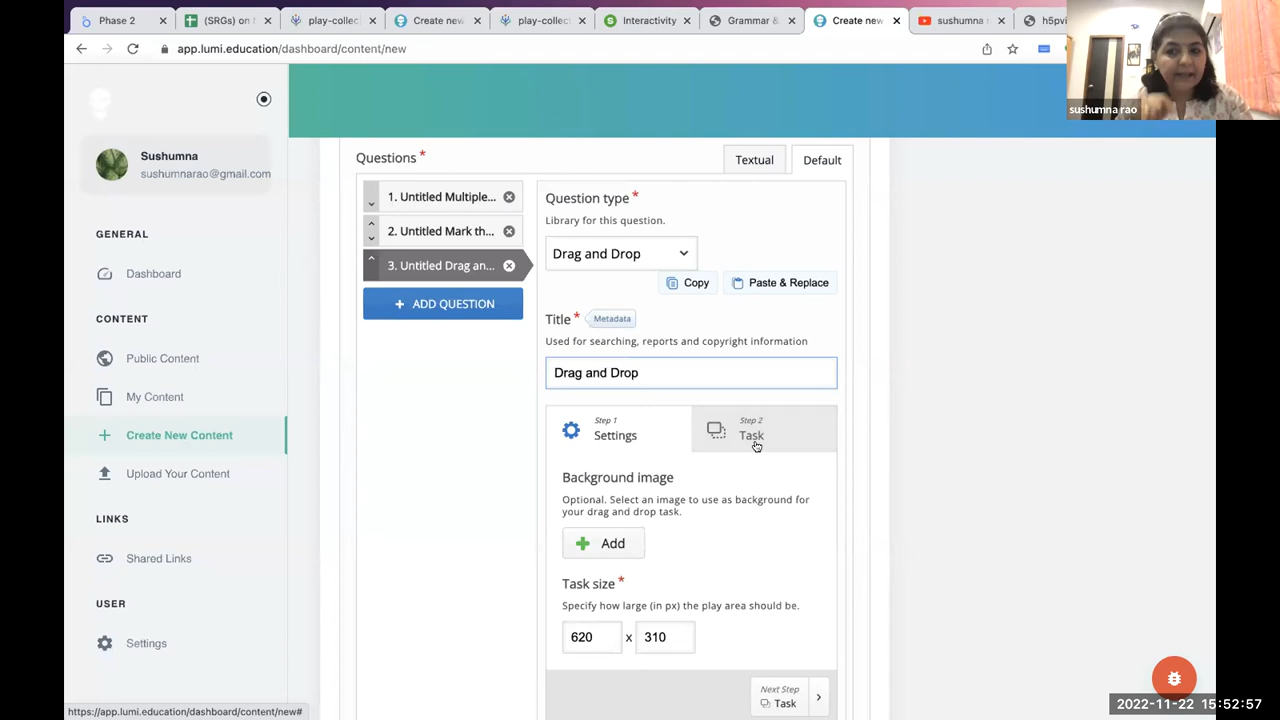 Phase 2
(SRGs) on
play-collec
Create new
play-collec
Interactivity
Grammar &
Create new
sushumna
h5pvi
app.lumi.education/dashboard/content/new
sushumna rao
Sushumna
sushumnarao@gmail.com
GENERAL
Dashboard
CONTENT
Public Content
My Content
Create New Content
Upload Your Content
LINKS
Shared Links
USER
Settings
Questions *
Textual
Default
1. Untitled Multiple...
2. Untitled Mark th...
3. Untitled Drag an...
+ ADD QUESTION
Question type *
Library for this question.
Drag and Drop
Copy
Paste & Replace
Title *
Metadata
Used for searching, reports and copyright information
Drag and Drop
Step 1
Settings
Step 2
Task
Background image
Optional. Select an image to use as background for
your drag and drop task.
Add
Task size *
Specify how large (in px) the play area should be.
620 x 310
Next Step
Task
https://app.lumi.education/dashboard/content/new#
2022-11-22 15:52:57